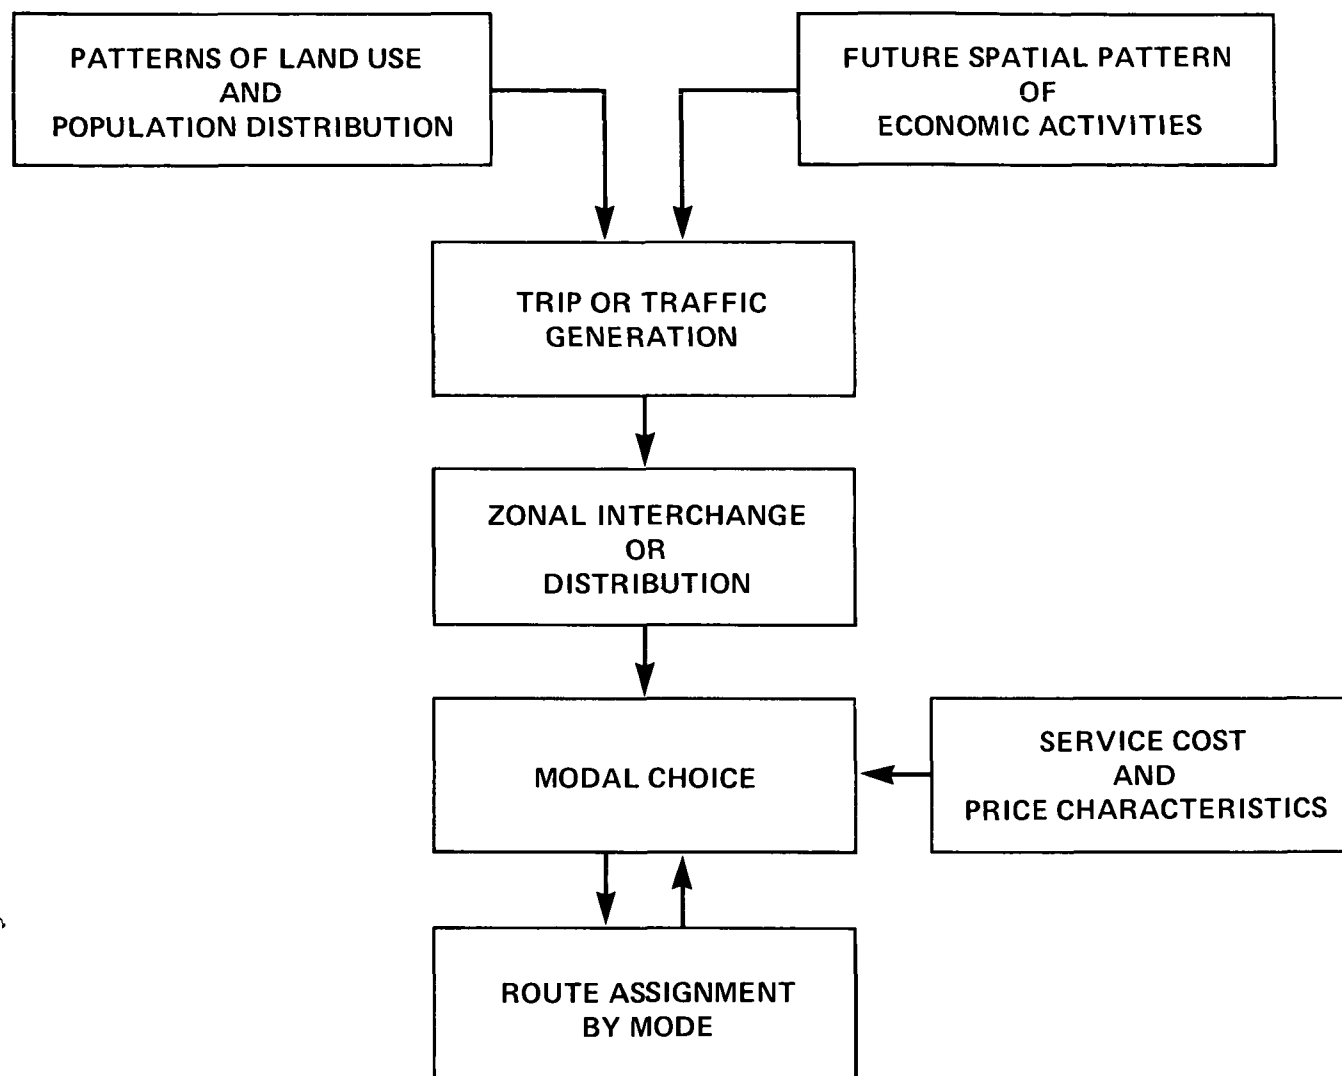 PATTERNS OF LAND USE
AND
POPULATION DISTRIBUTION
FUTURE SPATIAL PATTERN
OF
ECONOMIC ACTIVITIES
TRIP OR TRAFFIC
GENERATION
ZONAL INTERCHANGE
OR
DISTRIBUTION
MODAL CHOICE
SERVICE COST
AND
PRICE CHARACTERISTICS
ROUTE ASSIGNMENT
BY MODE